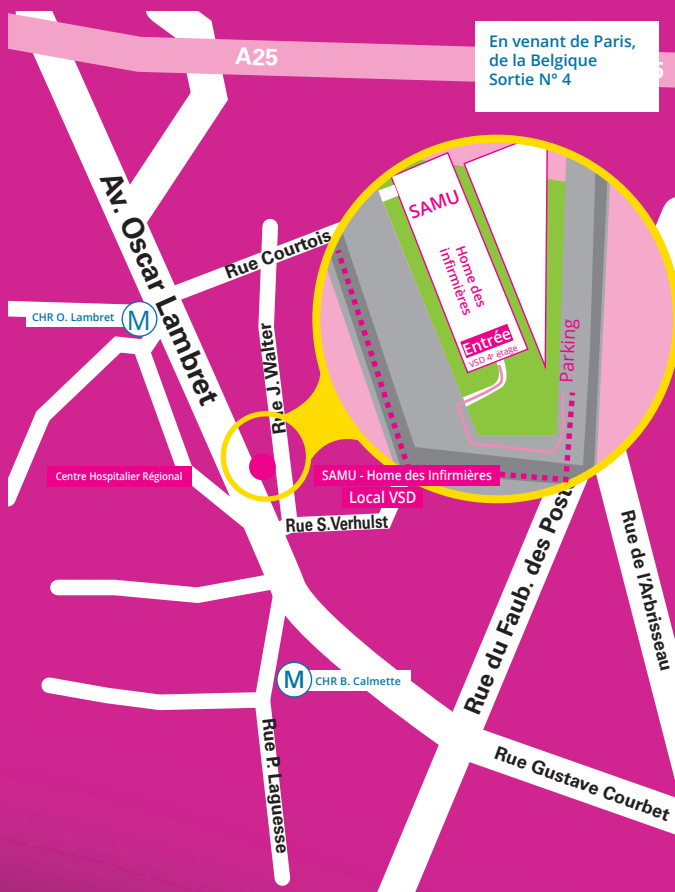 A25
En venant de Paris,
de la Belgique
Sortie N° 4
5
Av. Oscar Lambret
Rue Courtois
SAMU
Home des
infirmières
Entrée
VSD 4e étage
Parking
CHR O. Lambret
M
Rue J. Walter
Centre Hospitalier Régional
SAMU - Home des Infirmières
Local VSD
Rue S.Verhulst
Rue du Faub. des Post
Rue de l'Arbrisseau
M
CHR B. Calmette
Rue P. Laguesse
Rue Gustave Courbet